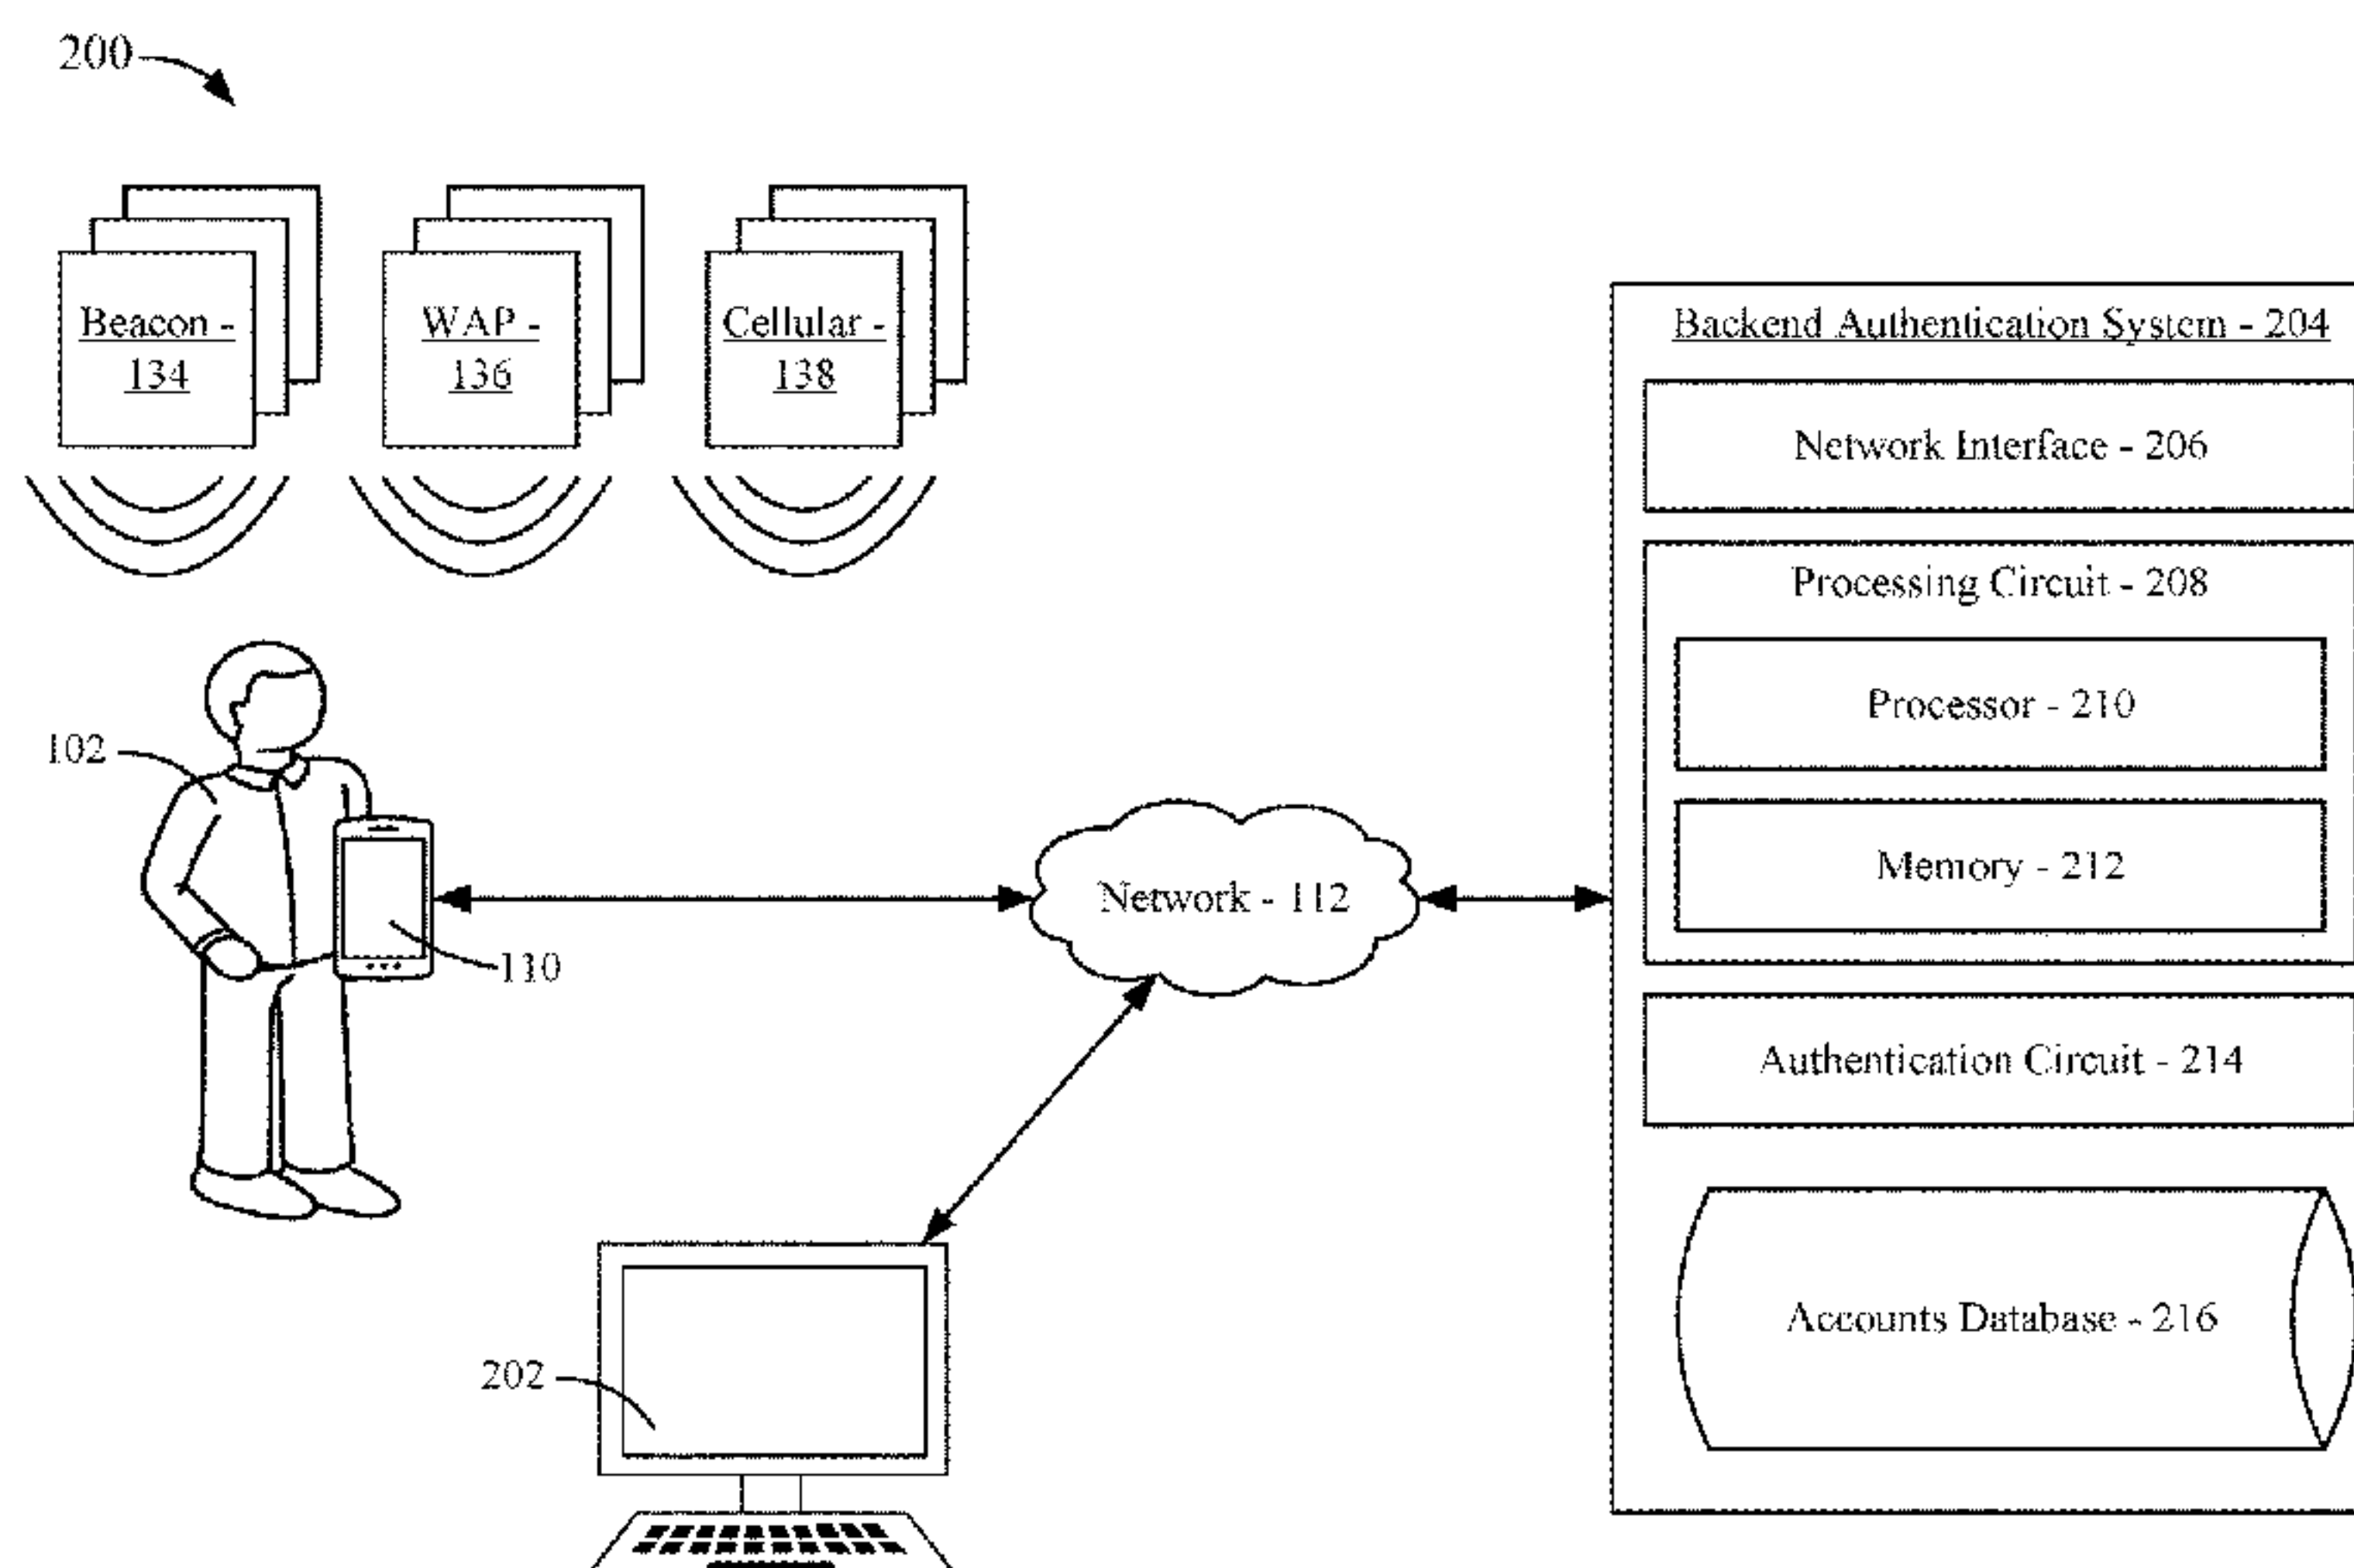 200
Beacon -
134
WAP -
136
Cellular -
138
Backend Authentication System - 204
Network Interface - 206
Processing Circuit - 208
Processor - 210
Memory - 212
102
110
Network - 112
Authentication Circuit - 214
Accounts Database - 216
202